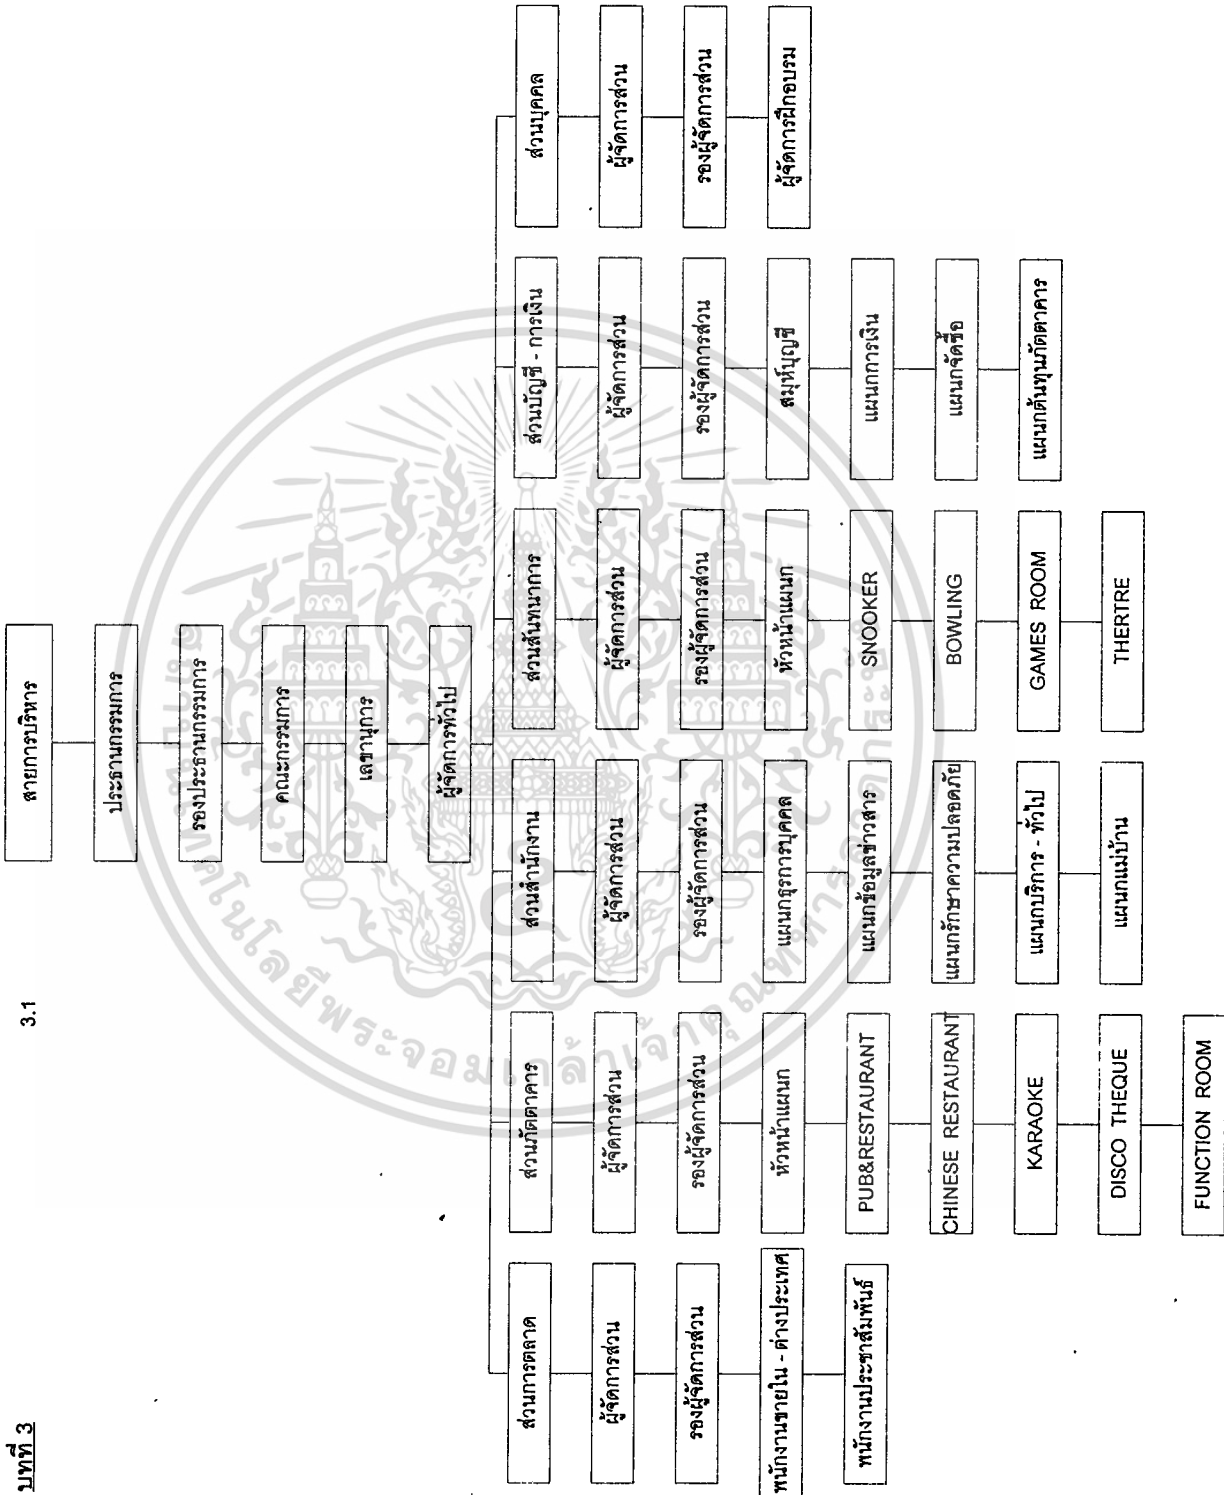 บทที่ 3
3.1
สายการบริหาร
ประธานกรรมการ
รองประธานกรรมการ
คณะกรรมการ
เลขานุการ
ผู้จัดการทั่วไป
ส่วนการตลาด
ผู้จัดการส่วน
รองผู้จัดการส่วน
พนักงานขายใน - ต่างประเทศ
พนักงานประชาสัมพันธ์
ส่วนภัตตาคาร
ผู้จัดการส่วน
รองผู้จัดการส่วน
หัวหน้าแผนก
PUB&RESTAURANT
CHINESE RESTAURANT
KARAOKE
DISCO THEQUE
FUNCTION ROOM
ส่วนสำนักงาน
ผู้จัดการส่วน
รองผู้จัดการส่วน
แผนกธุรการบุคคล
แผนกข้อมูลข่าวสาร
แผนกรักษาความปลอดภัย
แผนกบริการ - ทั่วไป
แผนกแม่บ้าน
ส่วนสันทนาการ
ผู้จัดการส่วน
รองผู้จัดการส่วน
หัวหน้าแผนก
SNOOKER
BOWLING
GAMES ROOM
THERTRE
ส่วนบัญชี - การเงิน
ผู้จัดการส่วน
รองผู้จัดการส่วน
สมุห์บุญชี
แผนกการเงิน
แผนกจัดซื้อ
แผนกต้นทุนภัตตาคาร
ส่วนบุคคล
ผู้จัดการส่วน
รองผู้จัดการส่วน
ผู้จัดการฝึกอบรม